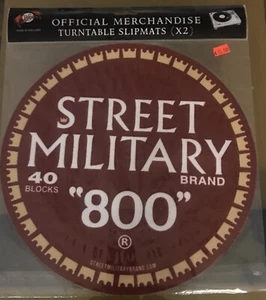 OFFICIAL MERCHANDISE
TURNTABLE SLIPMATS (X2)
STREET
MILITARY
40
BLOCKS
BRAND
"800"
®
STREETMILITARYBRAND.COM